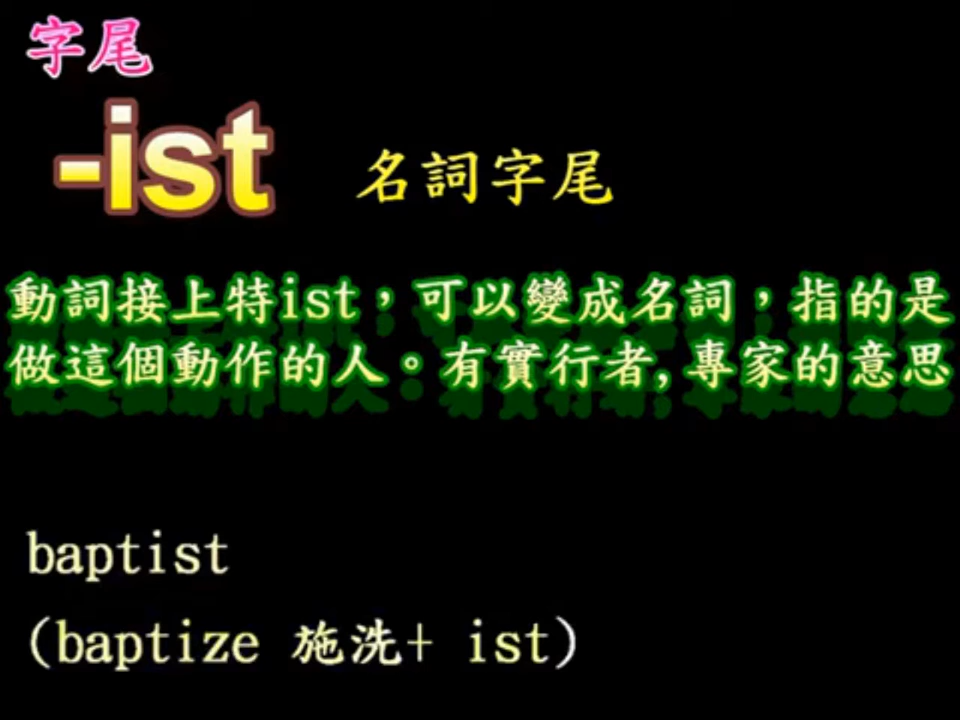 字尾
-ist 名詞字尾
動詞接上特ist，可以變成名詞，指的是
做這個動作的人。有實行者,專家的意思
baptist
(baptize 施洗+ ist)